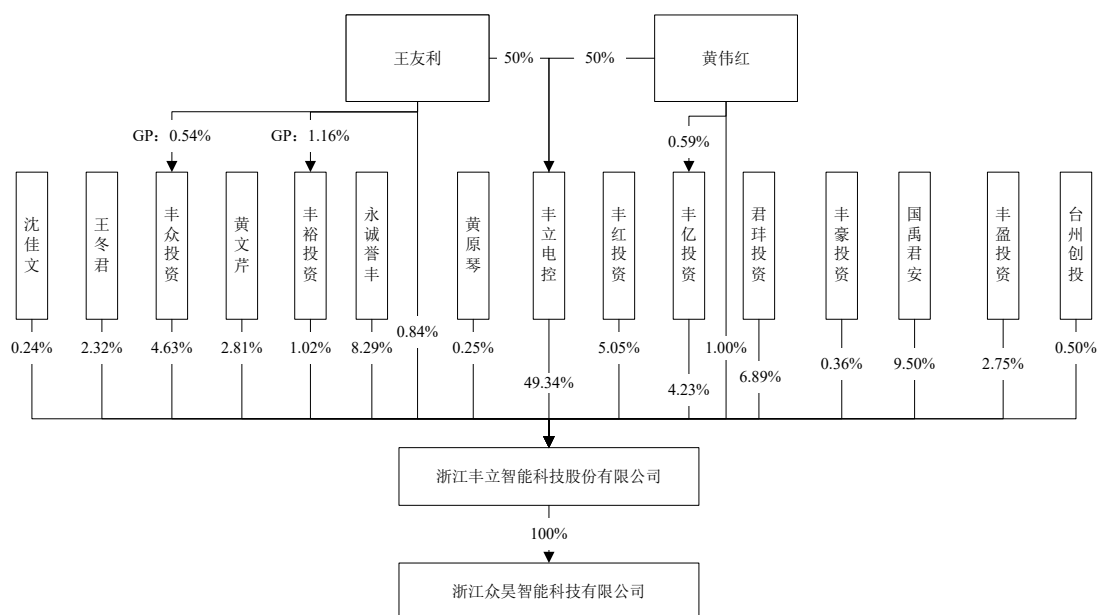 王友利
50%
50%
黄伟红
GP：0.54%
GP：1.16%
0.59%
沈佳文
王冬君
丰众投资
黄文芹
丰裕投资
永诚誉丰
黄原琴
丰立电控
丰红投资
丰亿投资
君玤投资
丰豪投资
国禹君安
丰盈投资
台州创投
0.24%
2.32%
4.63%
2.81%
1.02%
8.29%
0.84%
0.25%
49.34%
5.05%
4.23%
1.00%
6.89%
0.36%
9.50%
2.75%
0.50%
浙江丰立智能科技股份有限公司
100%
浙江众昊智能科技有限公司